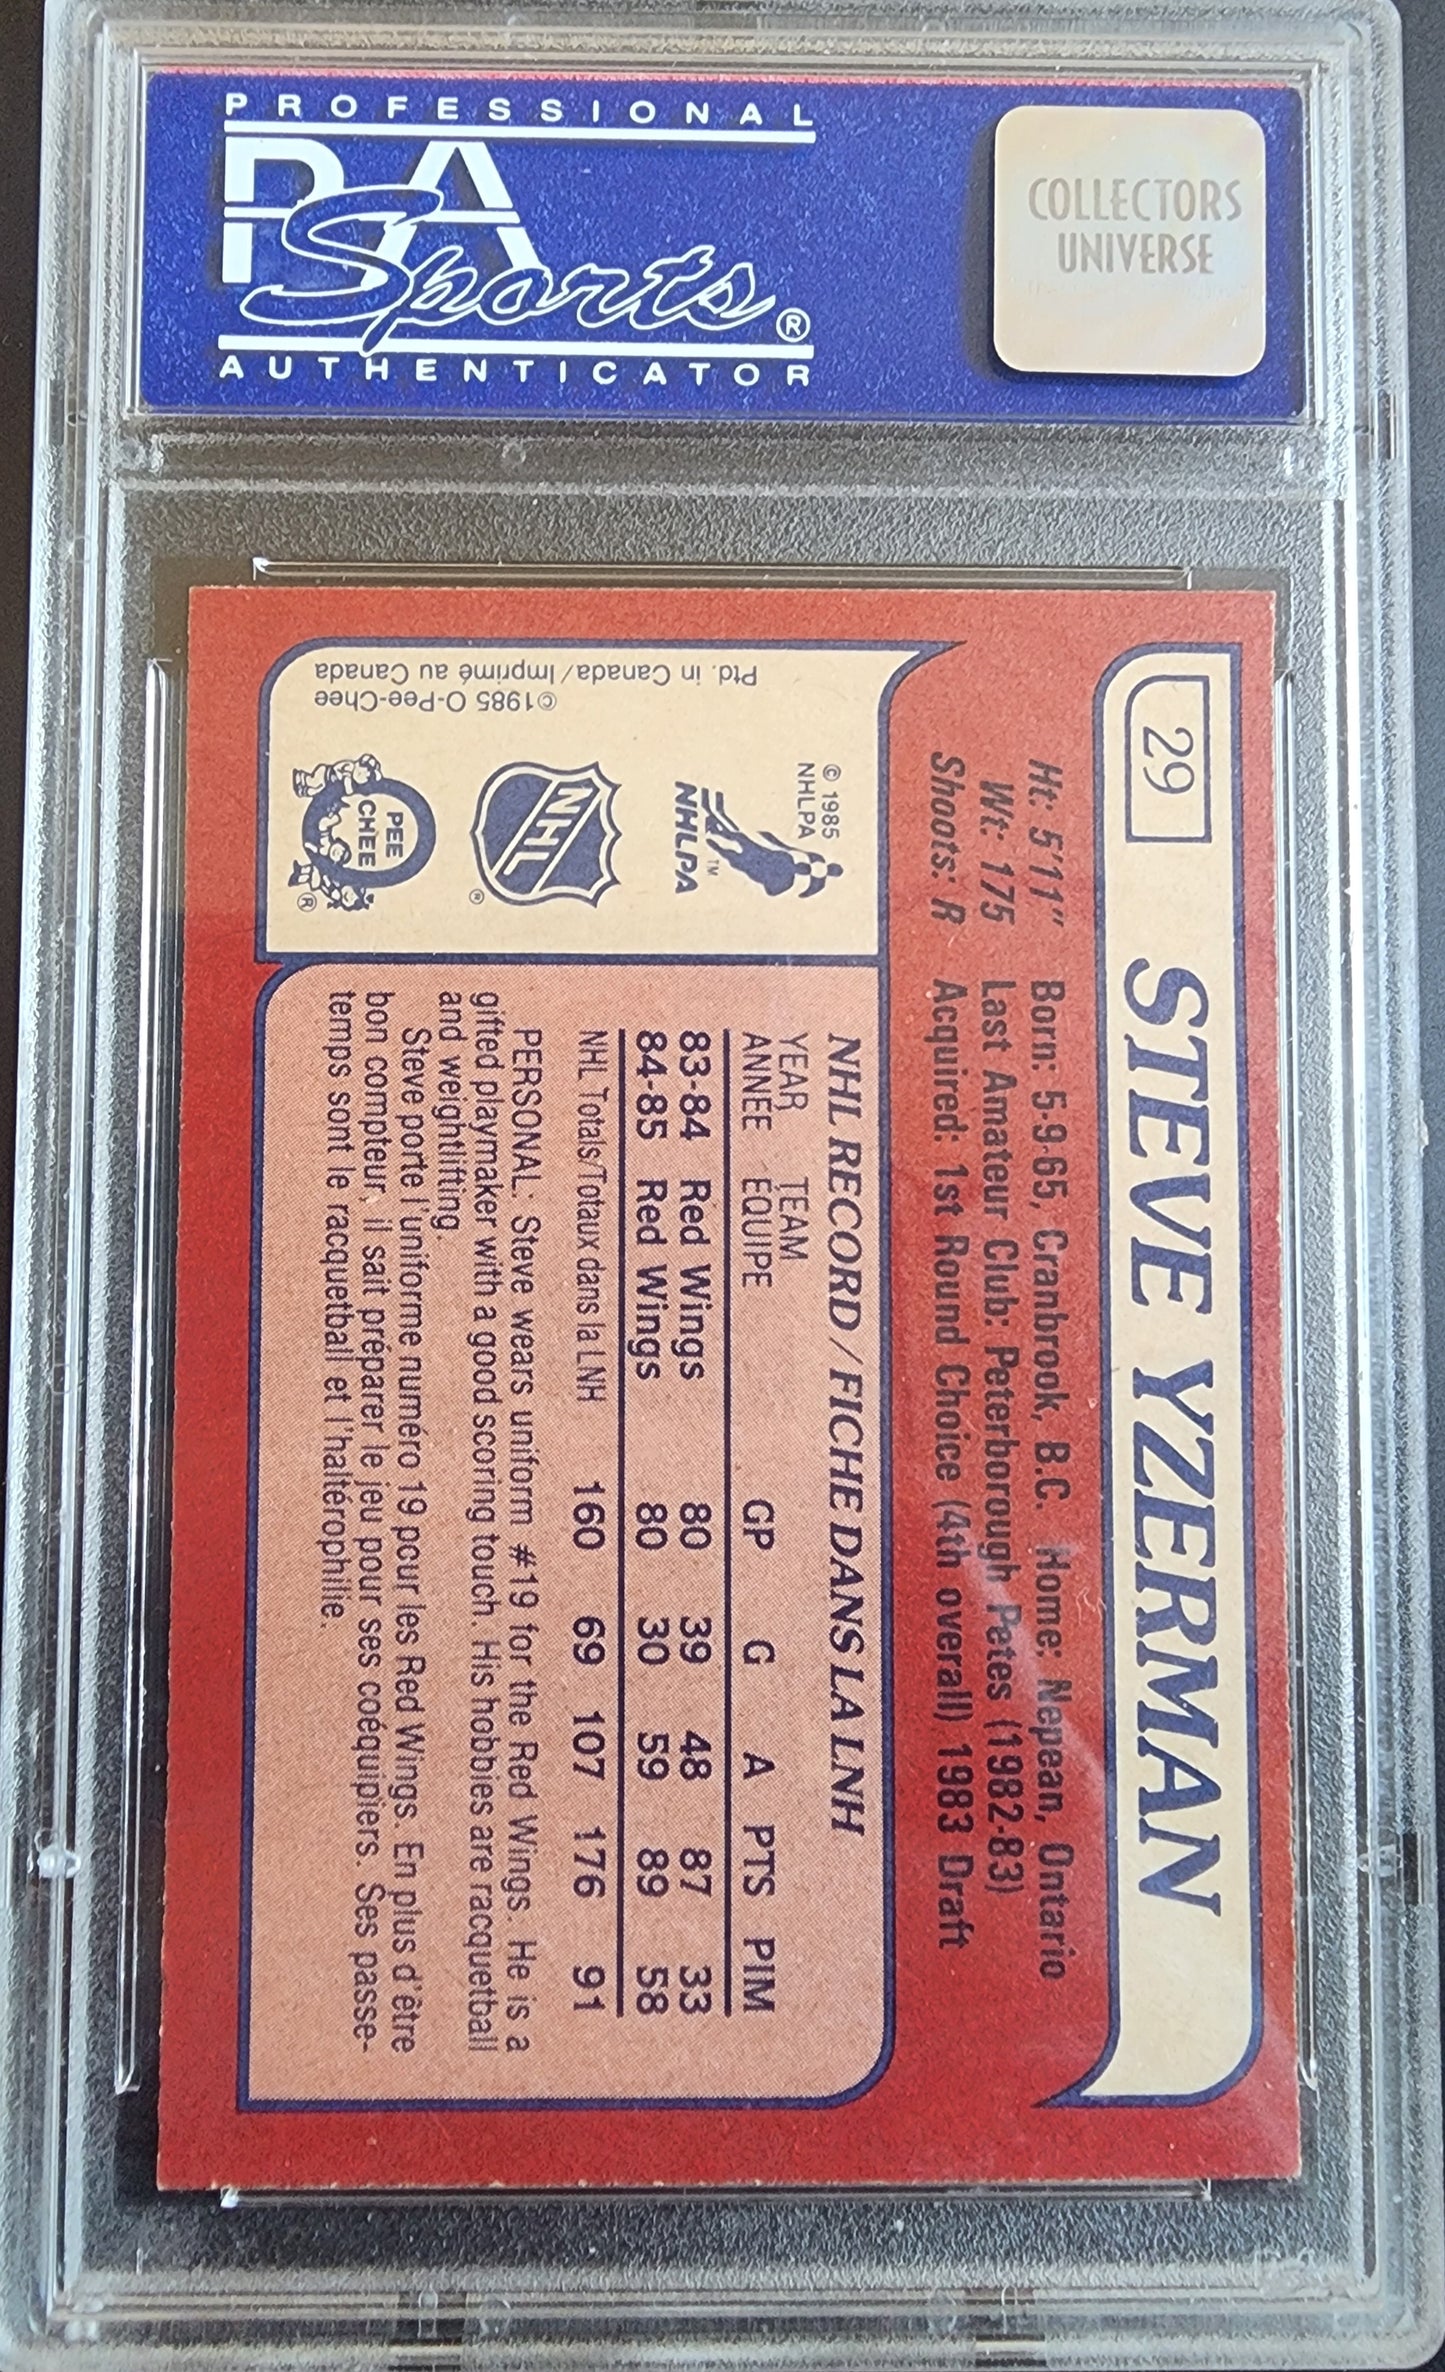 PROFESSIONAL
PSA
Sports®
AUTHENTICATOR
COLLECTORS
UNIVERSE
29 STEVE YZERMAN
Ht: 5'11" Born: 5-9-65, Cranbrook, B.C. Home: Nepean, Ontario
Wt: 175 Last Amateur Club: Peterborough Petes (1982-83)
Shoots: R Acquired: 1st Round Choice (4th overall) 1983 Draft
© 1985
NHLPA
NHLPA™
NHL
®
PEE
CHEE
®
©1985 O-Pee-Chee
Ptd. in Canada/Imprimé au Canada
NHL RECORD/FICHE DANS LA LNH
YEAR TEAM
ANNEE EQUIPE GP G A PTS PIM
83-84 Red Wings 80 39 48 87 33
84-85 Red Wings 80 30 59 89 58
NHL Totals/Totaux dans la LNH 160 69 107 176 91
PERSONAL: Steve wears uniform #19 for the Red Wings. He is a
gifted playmaker with a good scoring touch. His hobbies are racquetball
and weightlifting.
Steve porte l'uniforme numéro 19 pour les Red Wings. En plus d'être
bon compteur, il sait préparer le jeu pour ses coéquipiers. Ses passe-
temps sont le racquetball et l'haltérophilie.